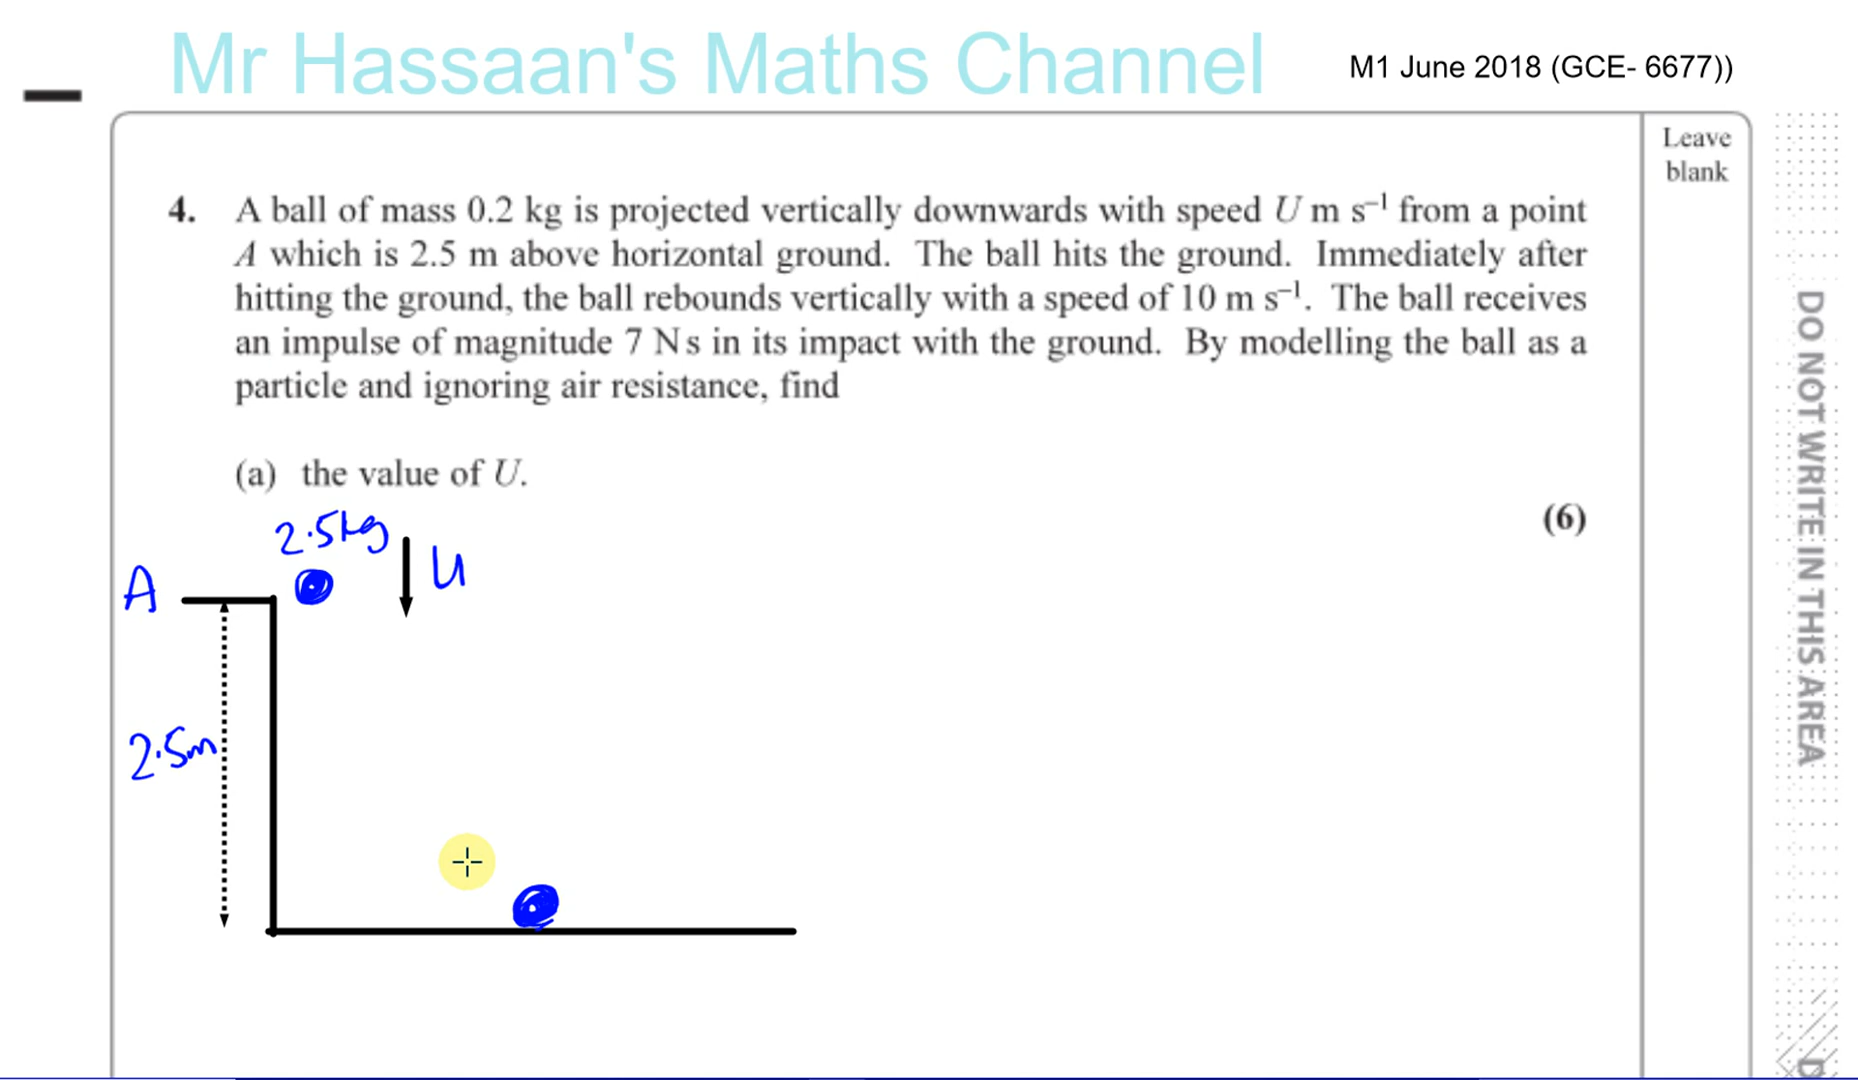 Mr Hassaan's Maths Channel
M1 June 2018 (GCE- 6677))
Leave
blank
4. A ball of mass 0.2 kg is projected vertically downwards with speed U m s⁻¹ from a point
A which is 2.5 m above horizontal ground. The ball hits the ground. Immediately after
hitting the ground, the ball rebounds vertically with a speed of 10 m s⁻¹. The ball receives
an impulse of magnitude 7 N s in its impact with the ground. By modelling the ball as a
particle and ignoring air resistance, find
(a) the value of U.
(6)
2.5kg
U
A
2.5m
DO NOT WRITE IN THIS AREA
D